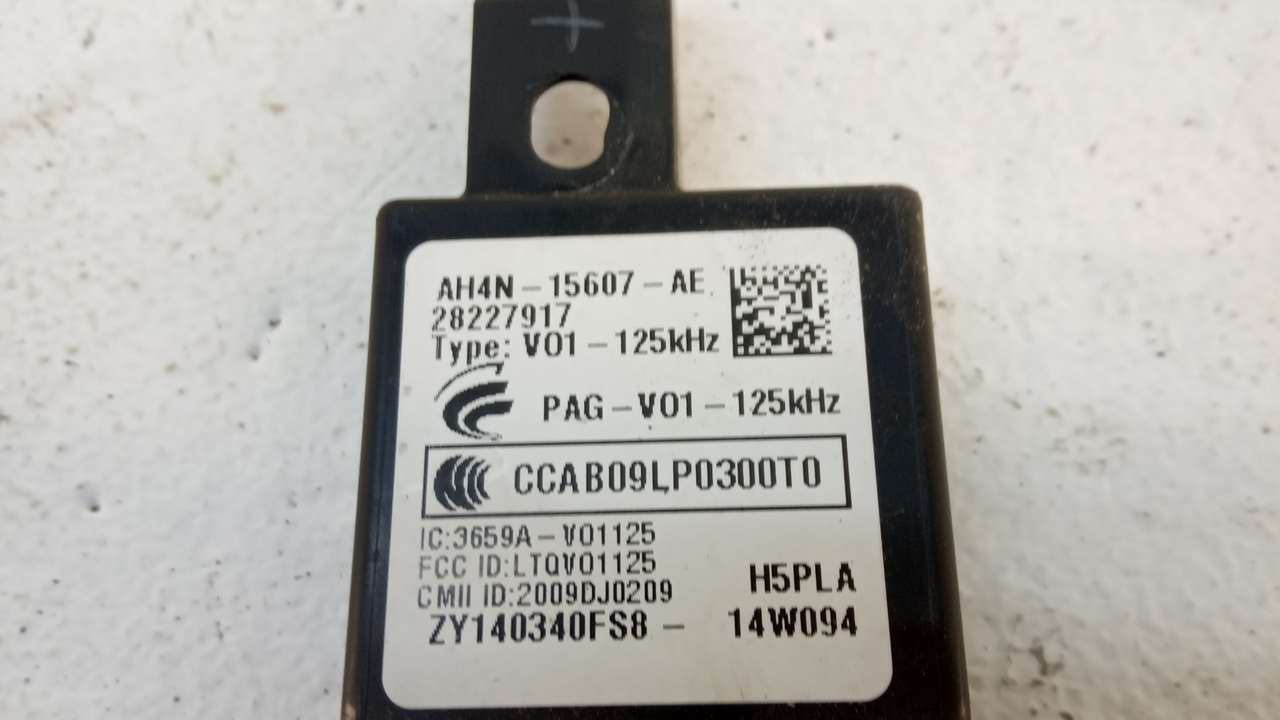 AH4N-15607-AE
28227917
Type: V01-125kHz
PAG-V01-125kHz
CCAB09LP0300T0
IC:3659A-V01125
FCC ID:LTQV01125
CMII ID:2009DJ0209
H5PLA
ZY140340FS8- 14W094